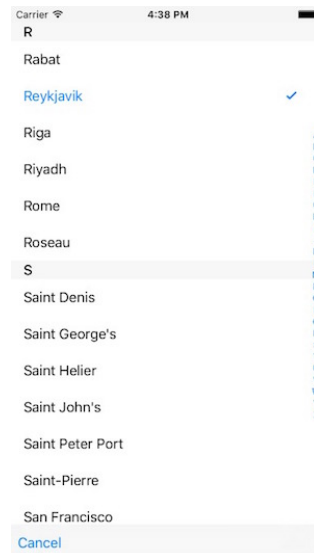 Carrier 4:38 PM
R
Rabat
Reykjavik
Riga
Riyadh
Rome
Roseau
S
Saint Denis
Saint George's
Saint Helier
Saint John's
Saint Peter Port
Saint-Pierre
San Francisco
Cancel